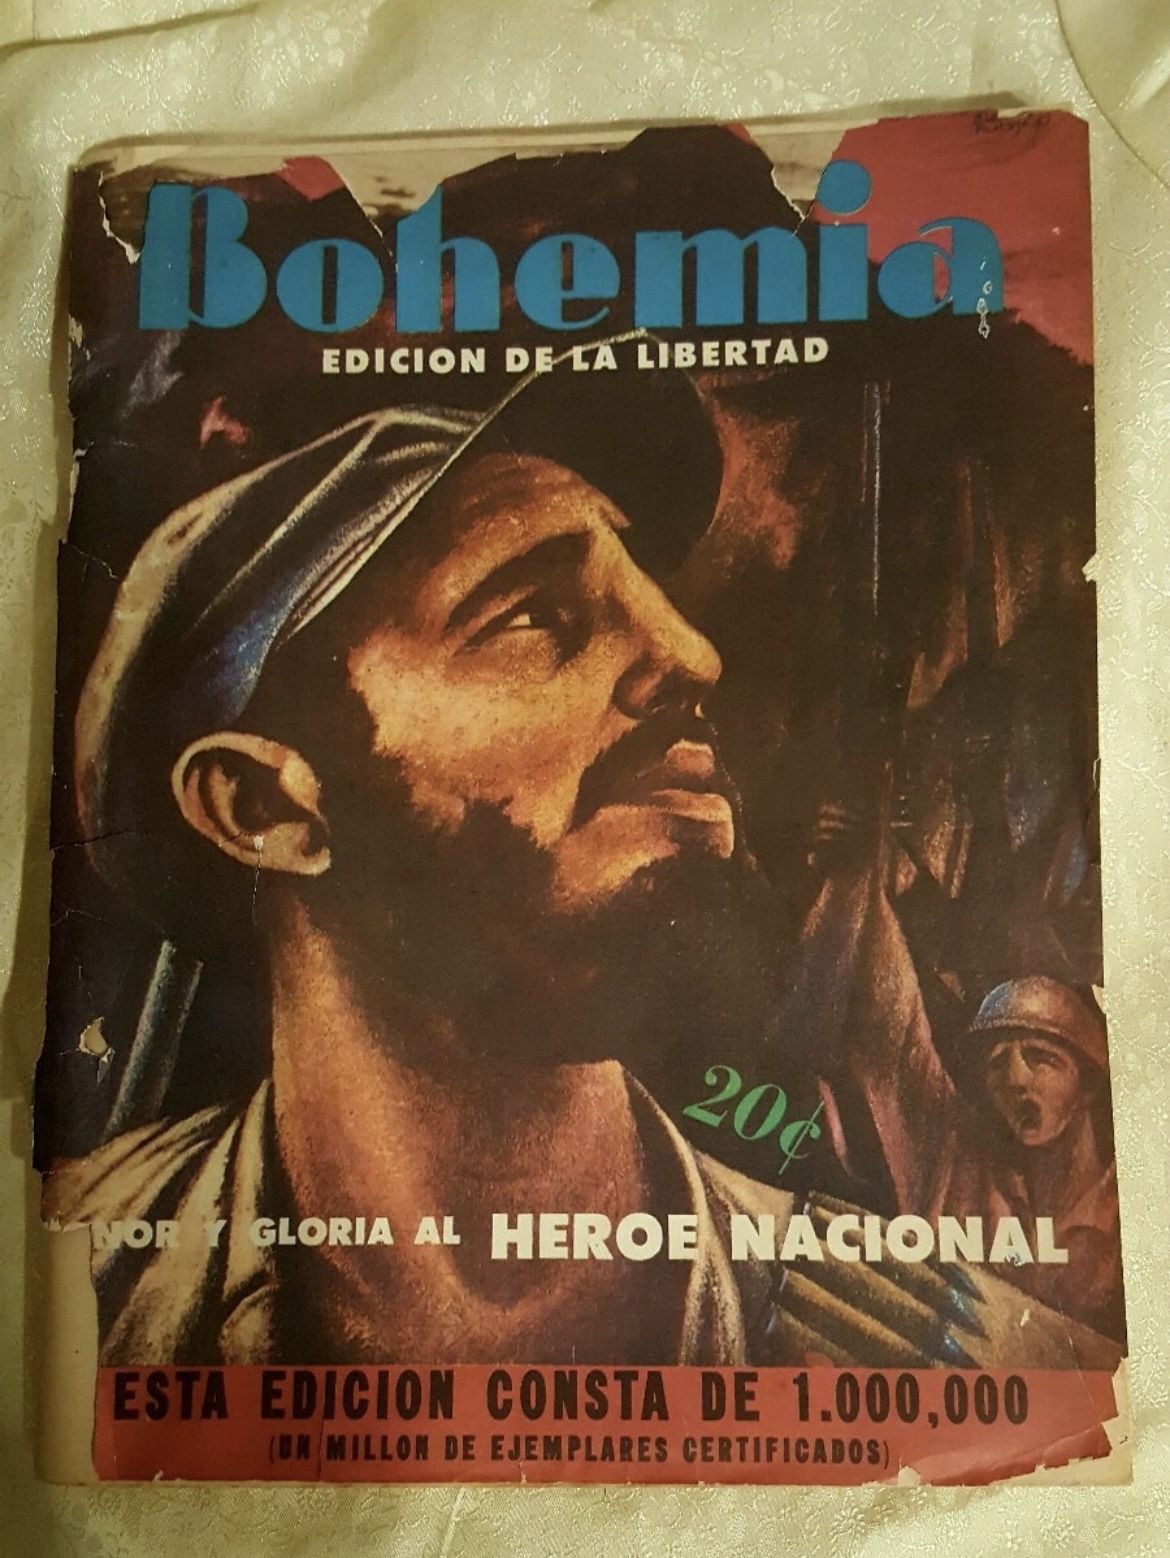 Bohemia
EDICION DE LA LIBERTAD
20¢
NOR Y GLORIA AL HEROE NACIONAL
ESTA EDICION CONSTA DE 1.000,000
(UN MILLON DE EJEMPLARES CERTIFICADOS)